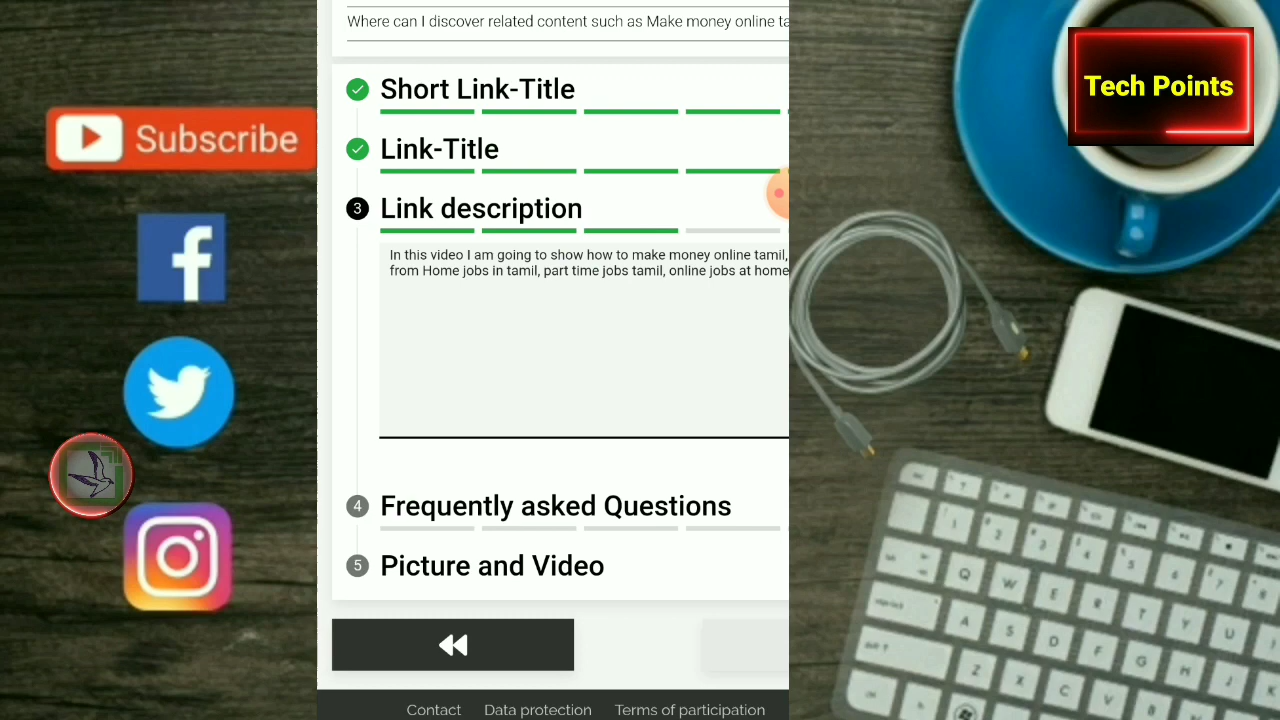 Where can I discover related content such as Make money online ta
Short Link-Title
Link-Title
3
Link description
In this video I am going to show how to make money online tamil,
from Home jobs in tamil, part time jobs tamil, online jobs at home
4
Frequently asked Questions
5
Picture and Video
Contact Data protection Terms of participation
Subscribe
Tech Points
Q W E R T Y U
A S D F G H J
Z X C V B N